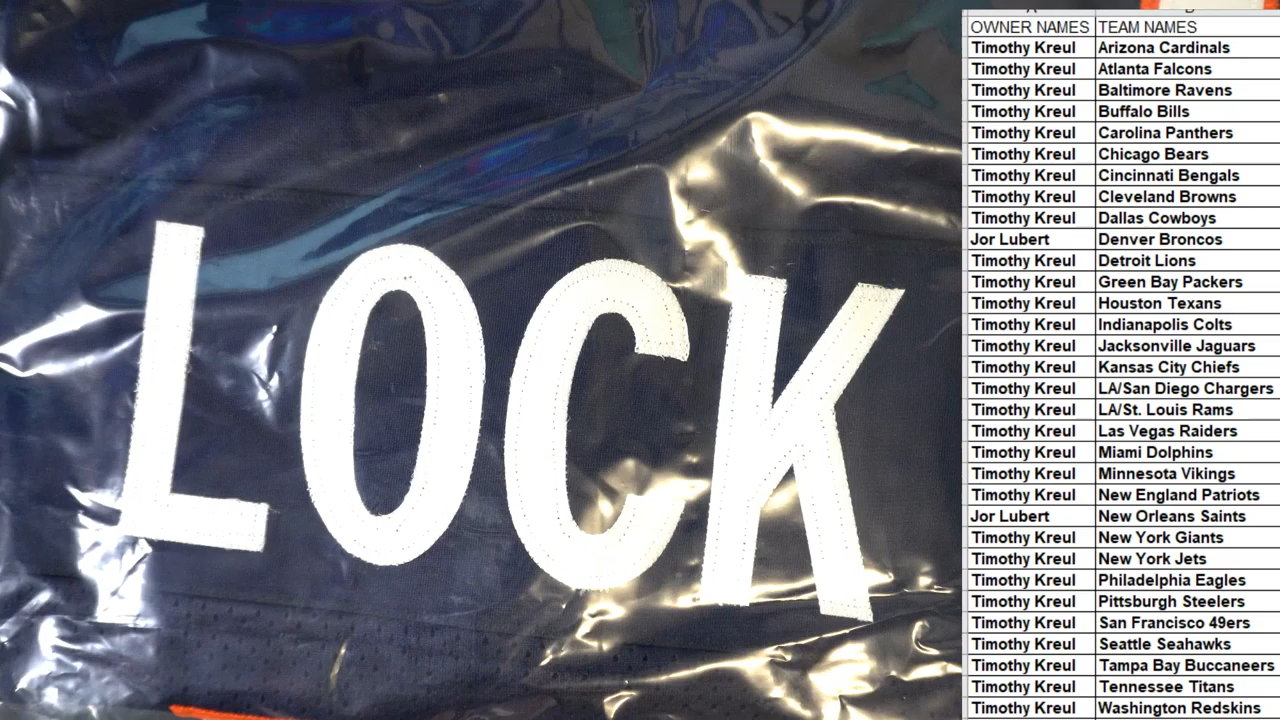 LOCK
OWNER NAMES TEAM NAMES
Timothy Kreul Arizona Cardinals
Timothy Kreul Atlanta Falcons
Timothy Kreul Baltimore Ravens
Timothy Kreul Buffalo Bills
Timothy Kreul Carolina Panthers
Timothy Kreul Chicago Bears
Timothy Kreul Cincinnati Bengals
Timothy Kreul Cleveland Browns
Timothy Kreul Dallas Cowboys
Jor Lubert Denver Broncos
Timothy Kreul Detroit Lions
Timothy Kreul Green Bay Packers
Timothy Kreul Houston Texans
Timothy Kreul Indianapolis Colts
Timothy Kreul Jacksonville Jaguars
Timothy Kreul Kansas City Chiefs
Timothy Kreul LA/San Diego Chargers
Timothy Kreul LA/St. Louis Rams
Timothy Kreul Las Vegas Raiders
Timothy Kreul Miami Dolphins
Timothy Kreul Minnesota Vikings
Timothy Kreul New England Patriots
Jor Lubert New Orleans Saints
Timothy Kreul New York Giants
Timothy Kreul New York Jets
Timothy Kreul Philadelphia Eagles
Timothy Kreul Pittsburgh Steelers
Timothy Kreul San Francisco 49ers
Timothy Kreul Seattle Seahawks
Timothy Kreul Tampa Bay Buccaneers
Timothy Kreul Tennessee Titans
Timothy Kreul Washington Redskins